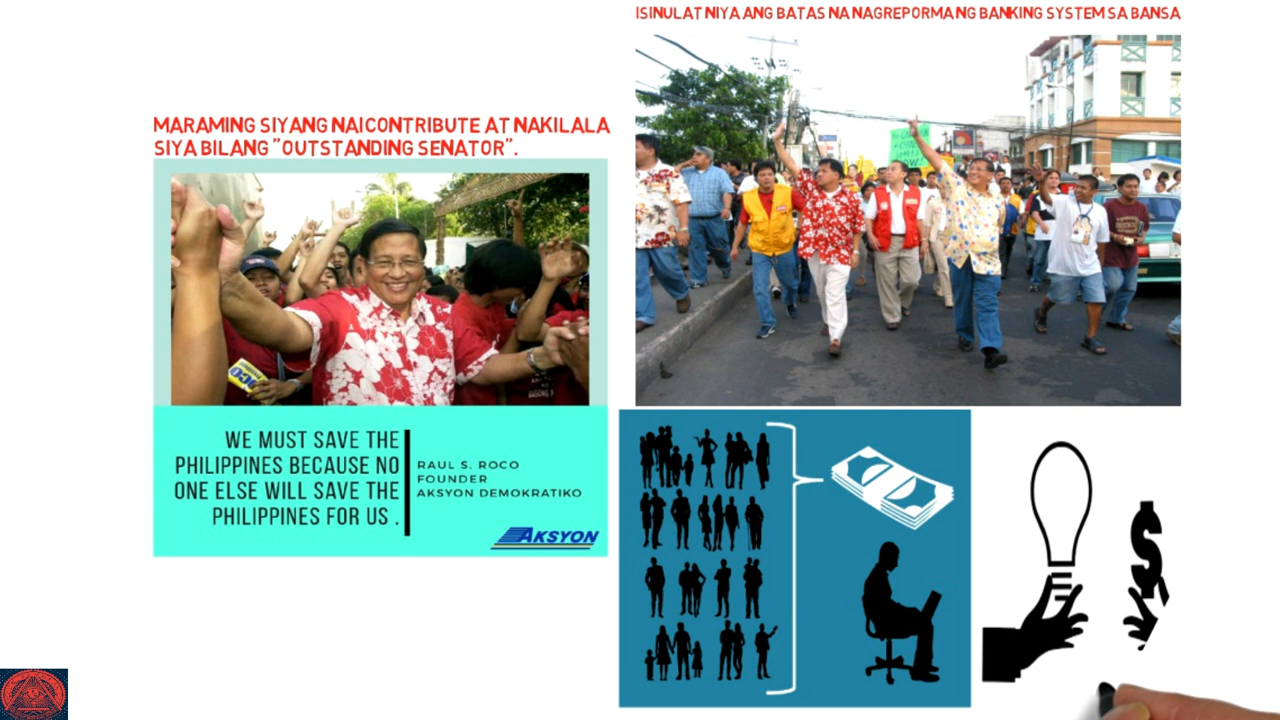 ISINULAT NIYA ANG BATAS NA NAGREPORMA NG BANKING SYSTEM SA BANSA
MARAMING SIYANG NAICONTRIBUTE AT NAKILALA
SIYA BILANG "OUTSTANDING SENATOR".
WE MUST SAVE THE
PHILIPPINES BECAUSE NO
ONE ELSE WILL SAVE THE
PHILIPPINES FOR US .
RAUL S. ROCO
FOUNDER
AKSYON DEMOKRATIKO
AKSYON